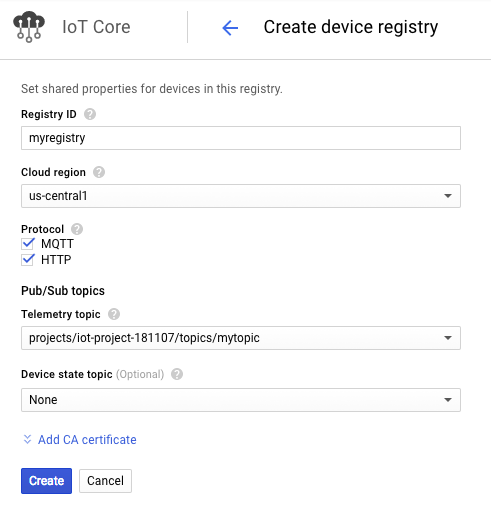 IoT Core
Create device registry
Set shared properties for devices in this registry.
Registry ID ?
myregistry
Cloud region ?
us-central1
Protocol ?
MQTT
HTTP
Pub/Sub topics
Telemetry topic ?
projects/iot-project-181107/topics/mytopic
Device state topic (Optional) ?
None
Add CA certificate
Create Cancel